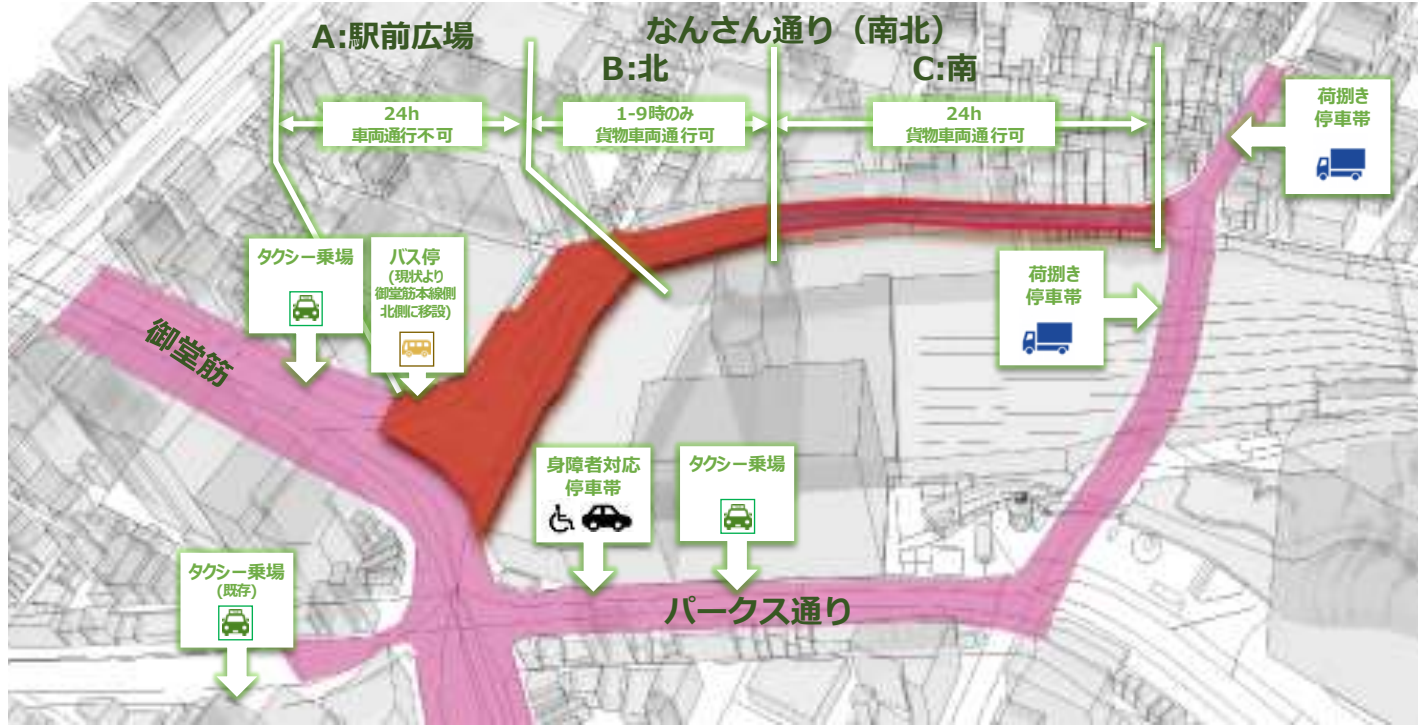 A:駅前広場
なんさん通り（南北）
B:北
C:南
24h
車両通行不可
1-9時のみ
貨物車両通行可
24h
貨物車両通行可
荷捌き
停車帯
タクシー乗場
バス停
(現状より
御堂筋本線側
北側に移設)
荷捌き
停車帯
御堂筋
身障者対応
停車帯
タクシー乗場
タクシー乗場
(既存)
パークス通り